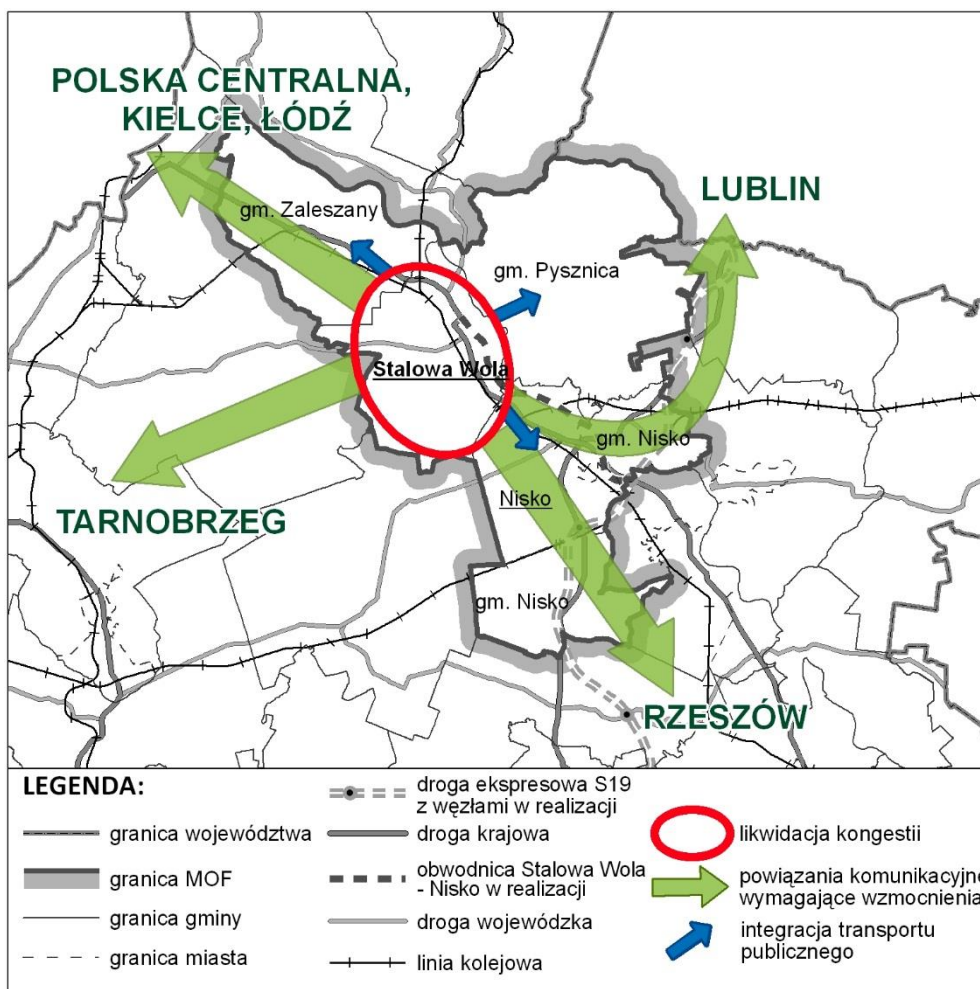 POLSKA CENTRALNA,
KIELCE, ŁÓDŹ
LUBLIN
gm. Zaleszany
gm. Pysznica
Stalowa Wola
gm. Nisko
Nisko
TARNOBRZEG
gm. Nisko
RZESZÓW
LEGENDA:
granica województwa
granica MOF
granica gminy
granica miasta
droga ekspresowa S19
z węzłami w realizacji
droga krajowa
obwodnica Stalowa Wola
- Nisko w realizacji
droga wojewódzka
linia kolejowa
likwidacja kongestii
powiązania komunikacyjne
wymagające wzmocnienia
integracja transportu
publicznego